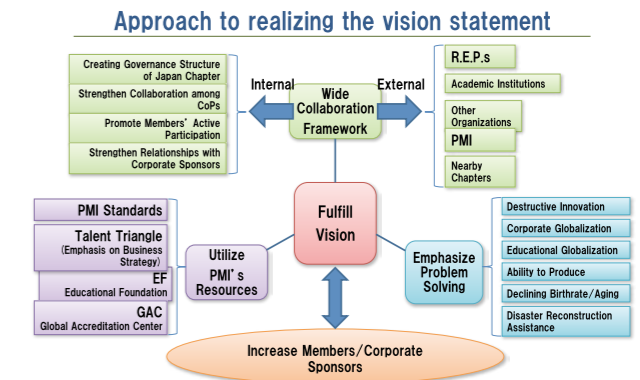 Approach to realizing the vision statement
Creating Governance Structure
of Japan Chapter
Strengthen Collaboration among
CoPs
Promote Members' Active
Participation
Strengthen Relationships with
Corporate Sponsors
Internal
External
Wide
Collaboration
Framework
R.E.P.s
Academic Institutions
Other
Organizations
PMI
Nearby
Chapters
Fulfill
Vision
PMI Standards
Talent Triangle
(Emphasis on Business
Strategy)
EF
Educational Foundation
GAC
Global Accreditation Center
Utilize
PMI's
Resources
Emphasize
Problem
Solving
Destructive Innovation
Corporate Globalization
Educational Globalization
Ability to Produce
Declining Birthrate/Aging
Disaster Reconstruction
Assistance
Increase Members/Corporate
Sponsors